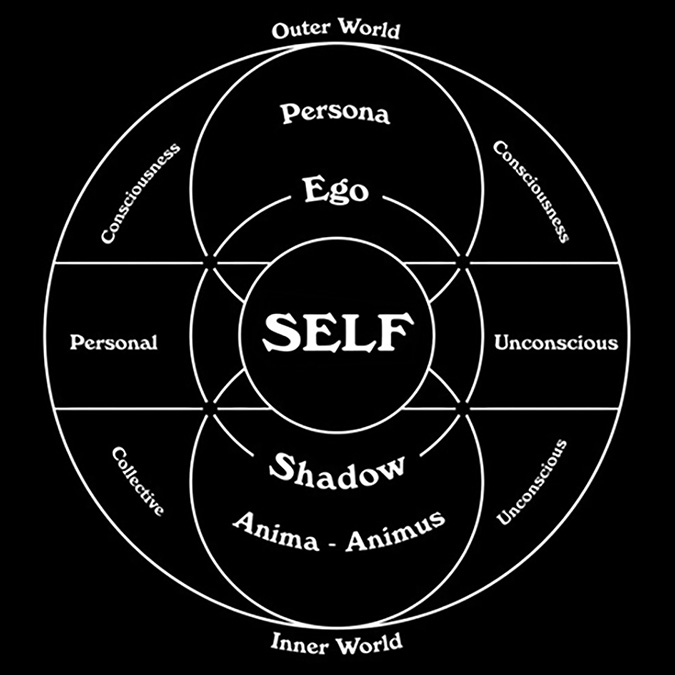 Outer World
Persona
Consciousness
Consciousness
Ego
SELF
Personal
Unconscious
Shadow
Collective
Unconscious
Anima - Animus
Inner World